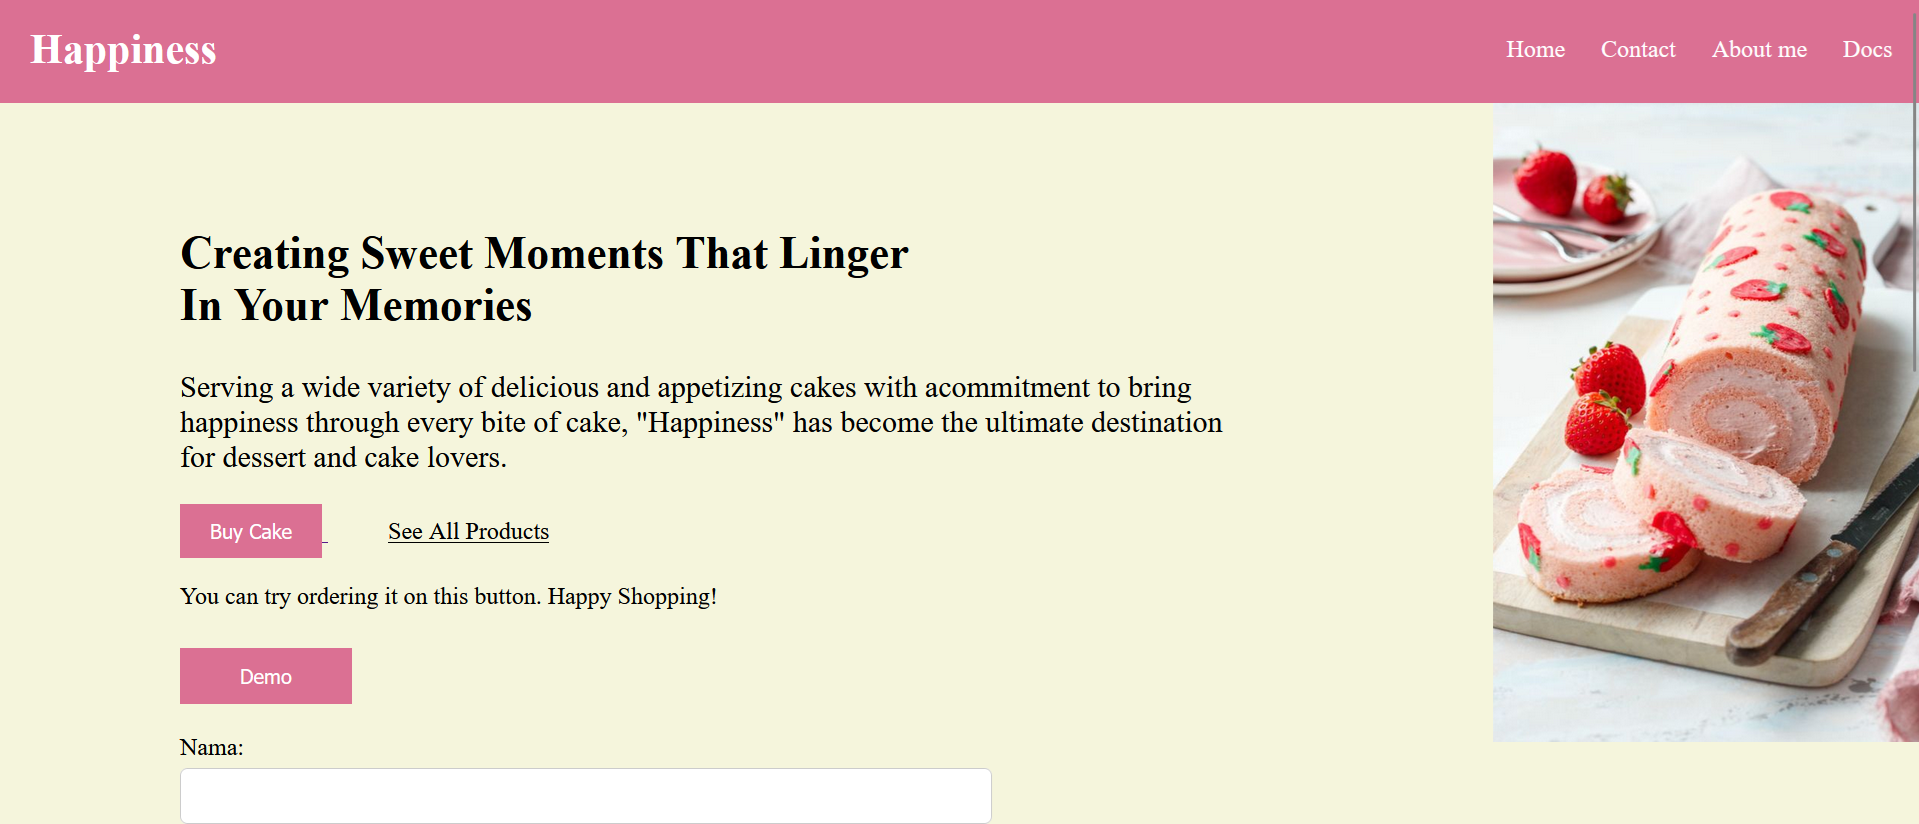 Happiness
Home Contact About me Docs
Creating Sweet Moments That Linger
In Your Memories
Serving a wide variety of delicious and appetizing cakes with acommitment to bring
happiness through every bite of cake, "Happiness" has become the ultimate destination
for dessert and cake lovers.
Buy Cake See All Products
You can try ordering it on this button. Happy Shopping!
Demo
Nama: